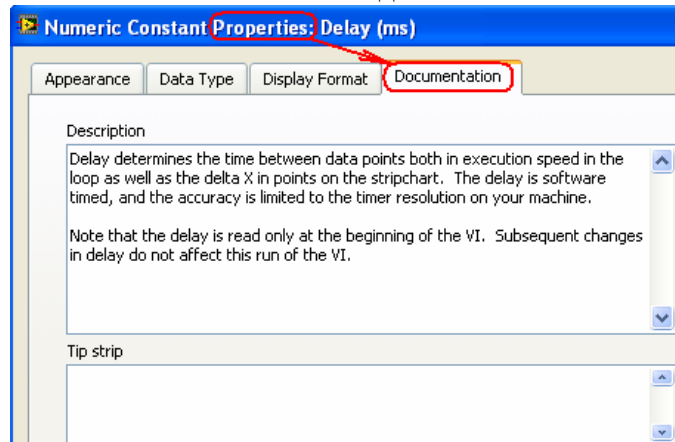 Numeric Constant Properties: Delay (ms)
Appearance Data Type Display Format Documentation
Description
Delay determines the time between data points both in execution speed in the
loop as well as the delta X in points on the stripchart. The delay is software
timed, and the accuracy is limited to the timer resolution on your machine.
Note that the delay is read only at the beginning of the VI. Subsequent changes
in delay do not affect this run of the VI.
Tip strip